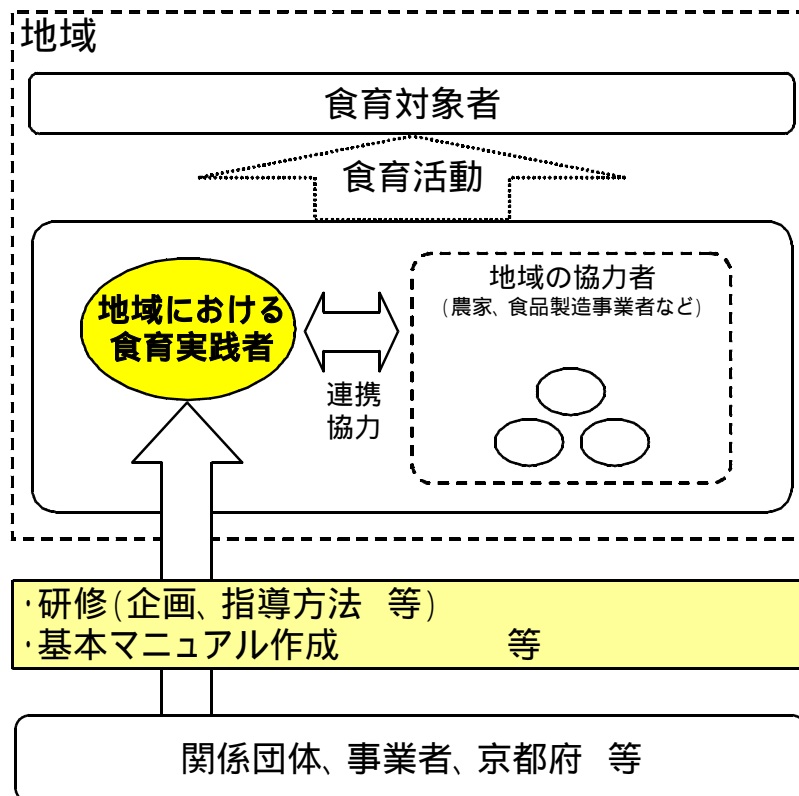 地域
食育対象者
食育活動
地域における
食育実践者
連携
協力
地域の協力者
(農家、食品製造事業者など)
・研修(企画、指導方法 等)
・基本マニュアル作成 等
関係団体、事業者、京都府 等